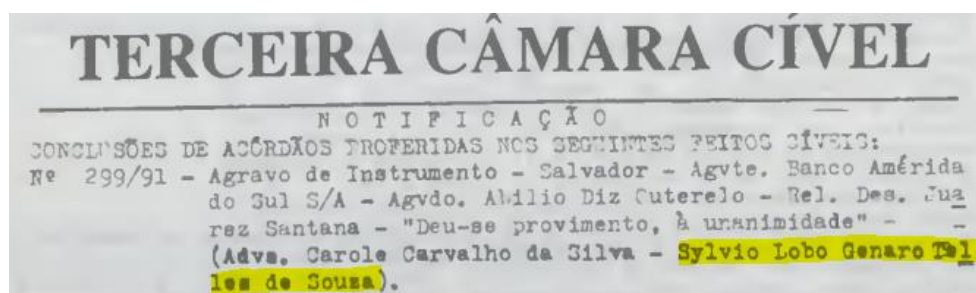 TERCEIRA CÂMARA CÍVEL
NOTIFICAÇÃO
CONCLUSÕES DE ACÓRDÃOS PROFERIDAS NOS SEGUINTES FEITOS CÍVEIS:
Nº 299/91 - Agravo de Instrumento - Salvador - Agvte. Banco Amérida
do Sul S/A - Agvdo. Abilio Diz Cuterelo - Rel. Des. Jua
rez Santana - "Deu-se provimento, à unanimidade" - -
(Advs. Carole Carvalho da Silva - Sylvio Lobo Genaro Tel
les de Souza).